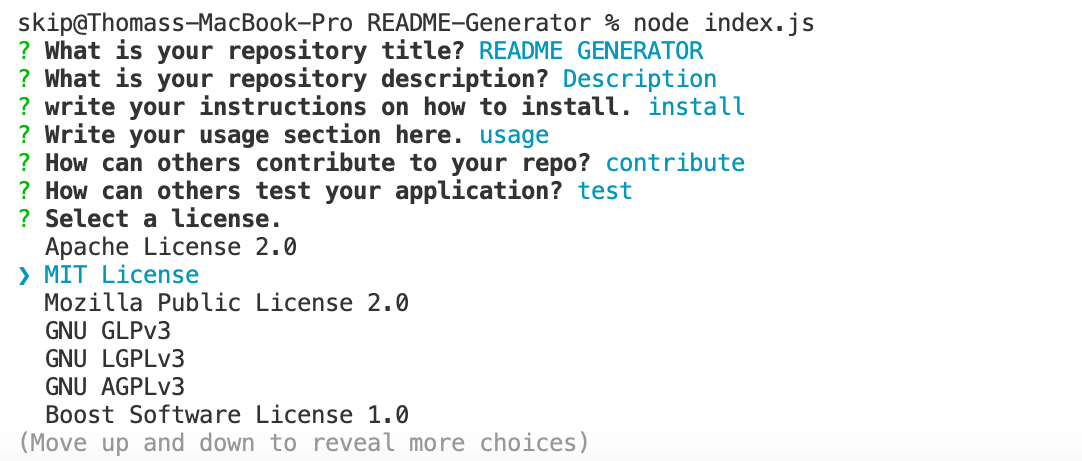 skip@Thomass-MacBook-Pro README-Generator % node index.js
? What is your repository title? README GENERATOR
? What is your repository description? Description
? write your instructions on how to install. install
? Write your usage section here. usage
? How can others contribute to your repo? contribute
? How can others test your application? test
? Select a license.
Apache License 2.0
❯ MIT License
Mozilla Public License 2.0
GNU GLPv3
GNU LGPLv3
GNU AGPLv3
Boost Software License 1.0
(Move up and down to reveal more choices)